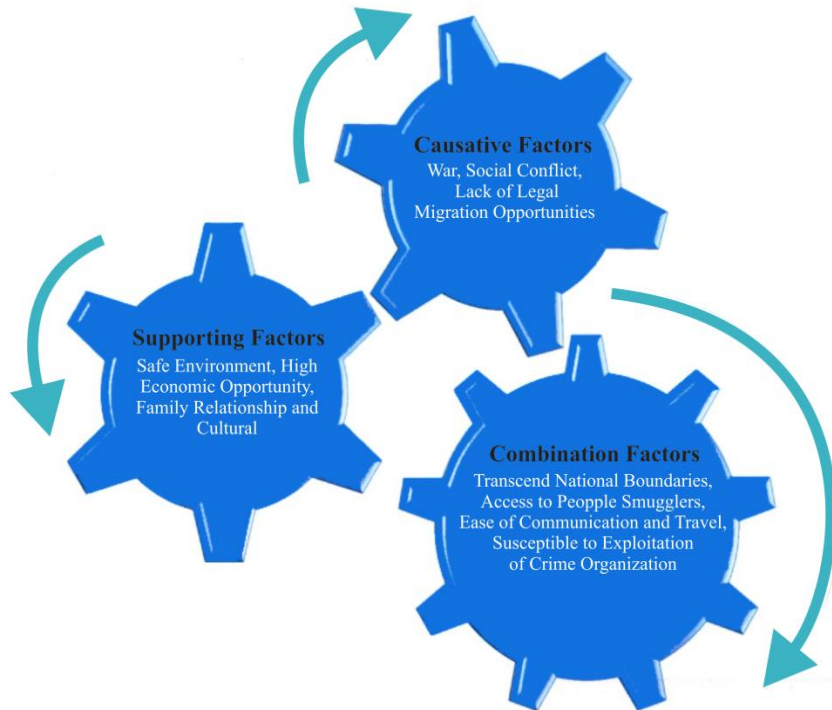 Causative Factors
War, Social Conflict,
Lack of Legal
Migration Opportunities
Supporting Factors
Safe Environment, High
Economic Opportunity,
Family Relationship and
Cultural
Combination Factors
Transcend National Boundaries,
Access to Peopple Smugglers,
Ease of Communication and Travel,
Susceptible to Exploitation
of Crime Organization